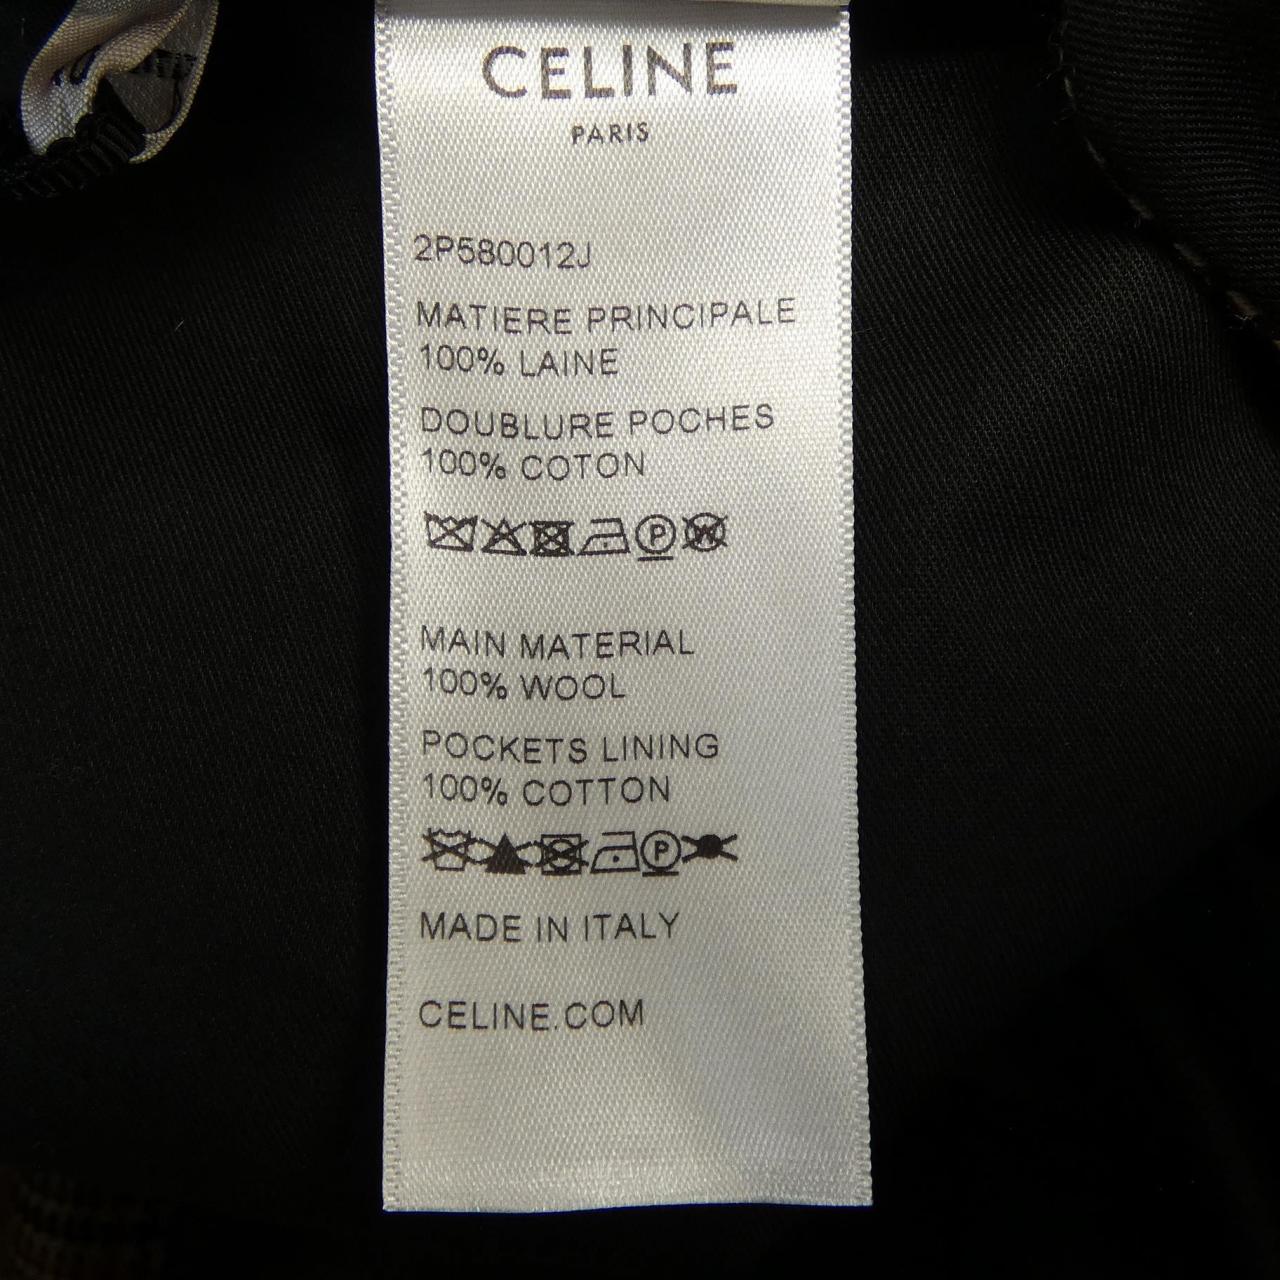 CELINE
PARIS
2P580012J
MATIERE PRINCIPALE
100% LAINE
DOUBLURE POCHES
100% COTON
P W
MAIN MATERIAL
100% WOOL
POCKETS LINING
100% COTTON
P
MADE IN ITALY
CELINE.COM